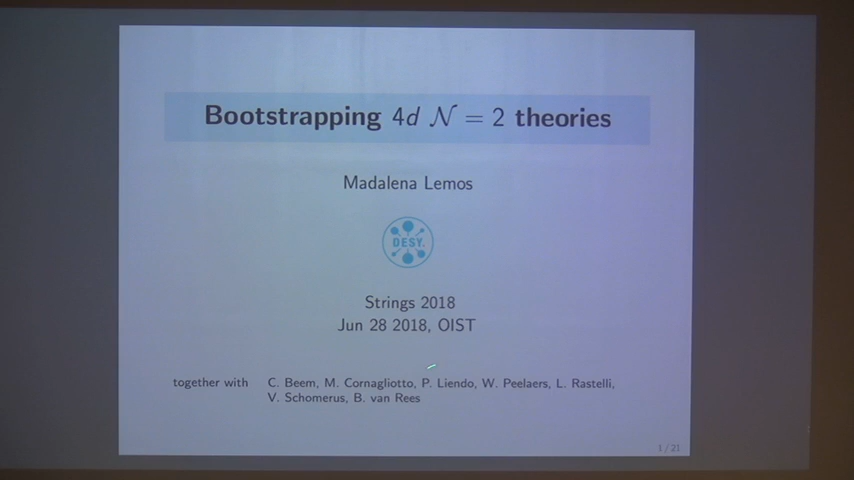 Bootstrapping 4d 𝒩 = 2 theories
Madalena Lemos
DESY.
Strings 2018
Jun 28 2018, OIST
together with C. Beem, M. Cornagliotto, P. Liendo, W. Peelaers, L. Rastelli,
V. Schomerus, B. van Rees
1 / 21